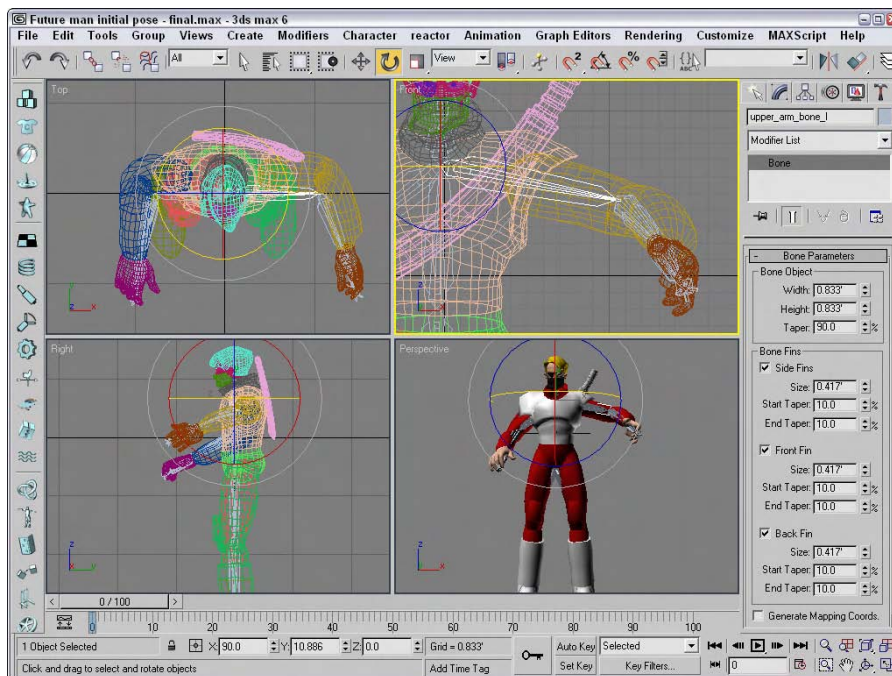 Future man initial pose - final.max - 3ds max 6
File Edit Tools Group Views Create Modifiers Character reactor Animation Graph Editors Rendering Customize MAXScript Help
All
View
ABC
Top
Front
upper_arm_bone_l
Modifier List
Bone
- Bone Parameters
Bone Object
Width: 0.833'
Height: 0.833'
Taper: 90.0 %
Right
Perspective
Bone Fins
Side Fins
Size: 0.417'
Start Taper: 10.0 %
End Taper: 10.0 %
Front Fin
Size: 0.417'
Start Taper: 10.0 %
End Taper: 10.0 %
Back Fin
Size: 0.417'
Start Taper: 10.0 %
End Taper: 10.0 %
Generate Mapping Coords.
< 0 / 100 >
0 10 20 30 40 50 60 70 80 90 100
1 Object Selected X: 90.0 Y: 10.886 Z: 0.0 Grid = 0.833' Auto Key Selected
Click and drag to select and rotate objects Add Time Tag Set Key Key Filters... 0